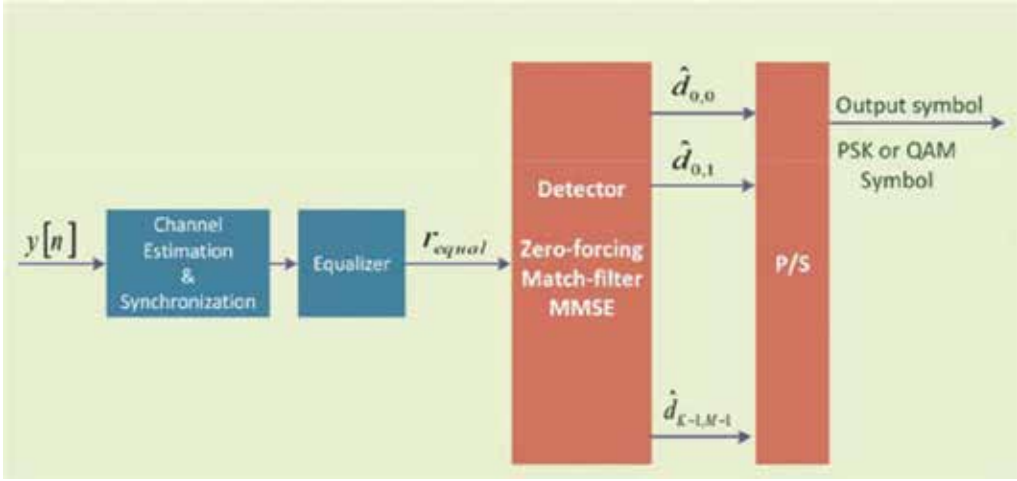 y[n]
Channel
Estimation
&
Synchronization
Equalizer
r_equal
Detector
Zero-forcing
Match-filter
MMSE
d̂_0,0
d̂_0,1
d̂_K-1,M-1
P/S
Output symbol
PSK or QAM
Symbol